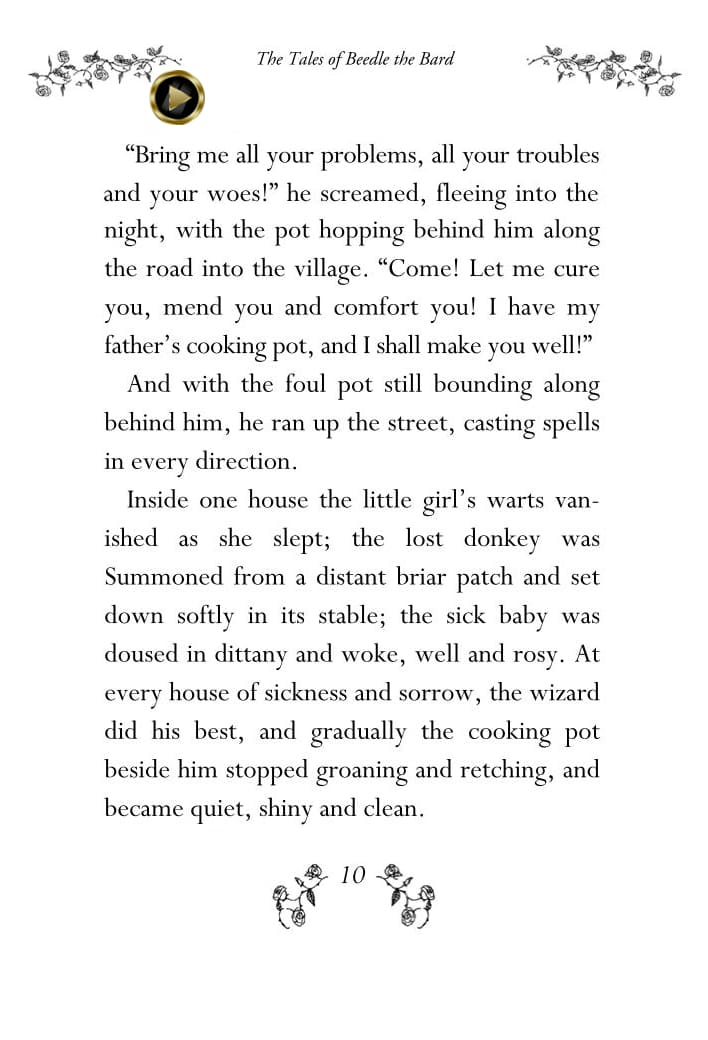 The Tales of Beedle the Bard
“Bring me all your problems, all your troubles
and your woes!” he screamed, fleeing into the
night, with the pot hopping behind him along
the road into the village. “Come! Let me cure
you, mend you and comfort you! I have my
father’s cooking pot, and I shall make you well!”
And with the foul pot still bounding along
behind him, he ran up the street, casting spells
in every direction.
Inside one house the little girl’s warts van-
ished as she slept; the lost donkey was
Summoned from a distant briar patch and set
down softly in its stable; the sick baby was
doused in dittany and woke, well and rosy. At
every house of sickness and sorrow, the wizard
did his best, and gradually the cooking pot
beside him stopped groaning and retching, and
became quiet, shiny and clean.
10